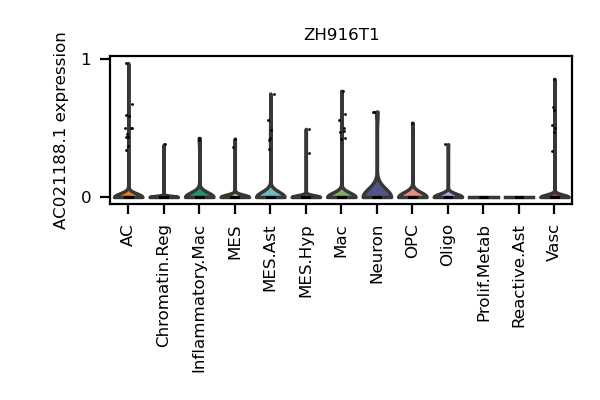 ZH916T1
AC021188.1 expression
1
0
AC
Chromatin.Reg
Inflammatory.Mac
MES
MES.Ast
MES.Hyp
Mac
Neuron
OPC
Oligo
Prolif.Metab
Reactive.Ast
Vasc